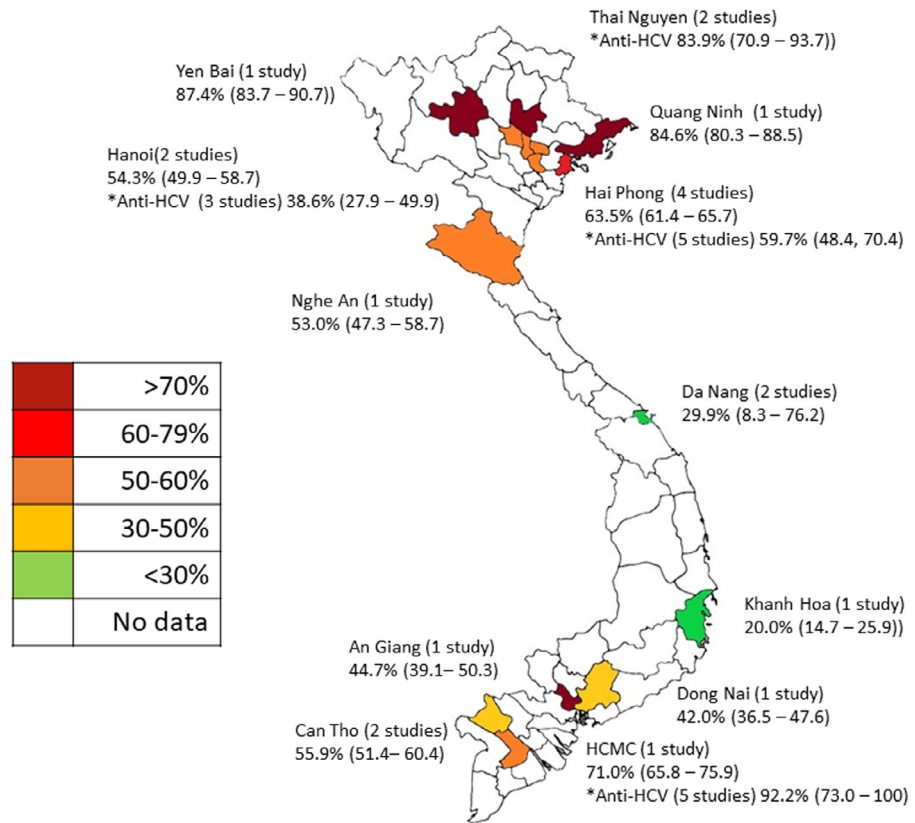 Thai Nguyen (2 studies)
*Anti-HCV 83.9% (70.9 – 93.7))
Yen Bai (1 study)
87.4% (83.7 – 90.7))
Quang Ninh (1 study)
84.6% (80.3 – 88.5)
Hanoi(2 studies)
54.3% (49.9 – 58.7)
*Anti-HCV (3 studies) 38.6% (27.9 – 49.9)
Hai Phong (4 studies)
63.5% (61.4 – 65.7)
*Anti-HCV (5 studies) 59.7% (48.4, 70.4)
Nghe An (1 study)
53.0% (47.3 – 58.7)
>70%
60-79%
50-60%
30-50%
<30%
No data
Da Nang (2 studies)
29.9% (8.3 – 76.2)
Khanh Hoa (1 study)
20.0% (14.7 – 25.9))
An Giang (1 study)
44.7% (39.1– 50.3)
Dong Nai (1 study)
42.0% (36.5 – 47.6)
Can Tho (2 studies)
55.9% (51.4– 60.4)
HCMC (1 study)
71.0% (65.8 – 75.9)
*Anti-HCV (5 studies) 92.2% (73.0 – 100)